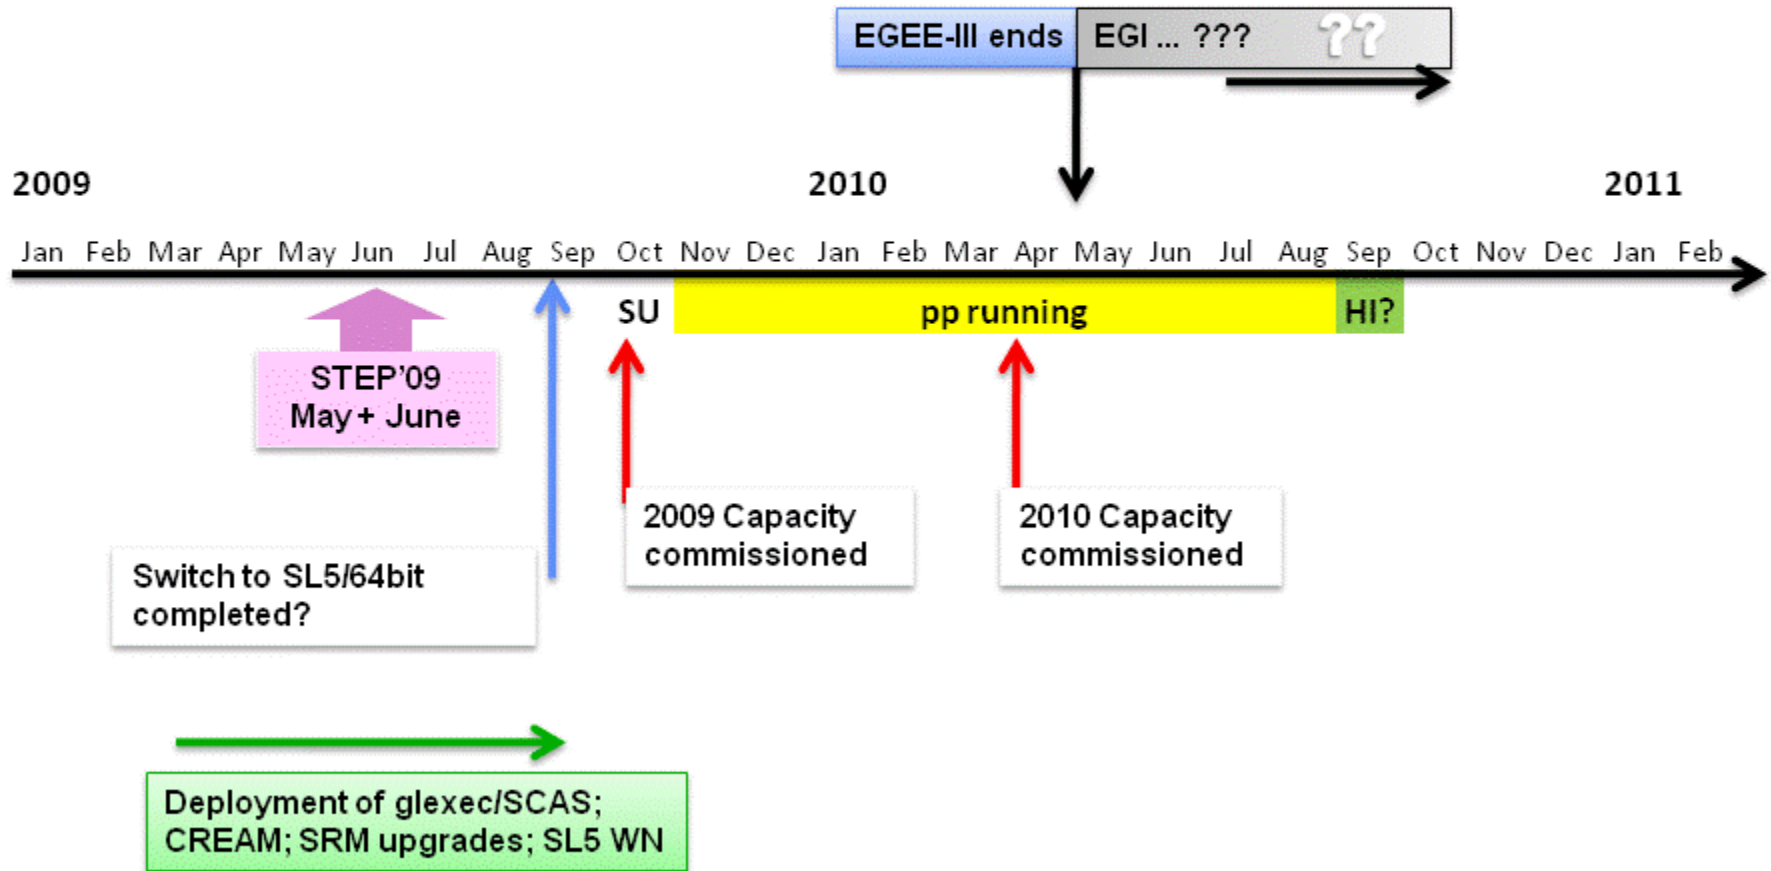 EGEE-III ends EGI ... ??? ??
2009 2010 2011
Jan Feb Mar Apr May Jun Jul Aug Sep Oct Nov Dec Jan Feb Mar Apr May Jun Jul Aug Sep Oct Nov Dec Jan Feb
SU pp running HI?
STEP’09
May + June
2009 Capacity
commissioned
2010 Capacity
commissioned
Switch to SL5/64bit
completed?
Deployment of glexec/SCAS;
CREAM; SRM upgrades; SL5 WN